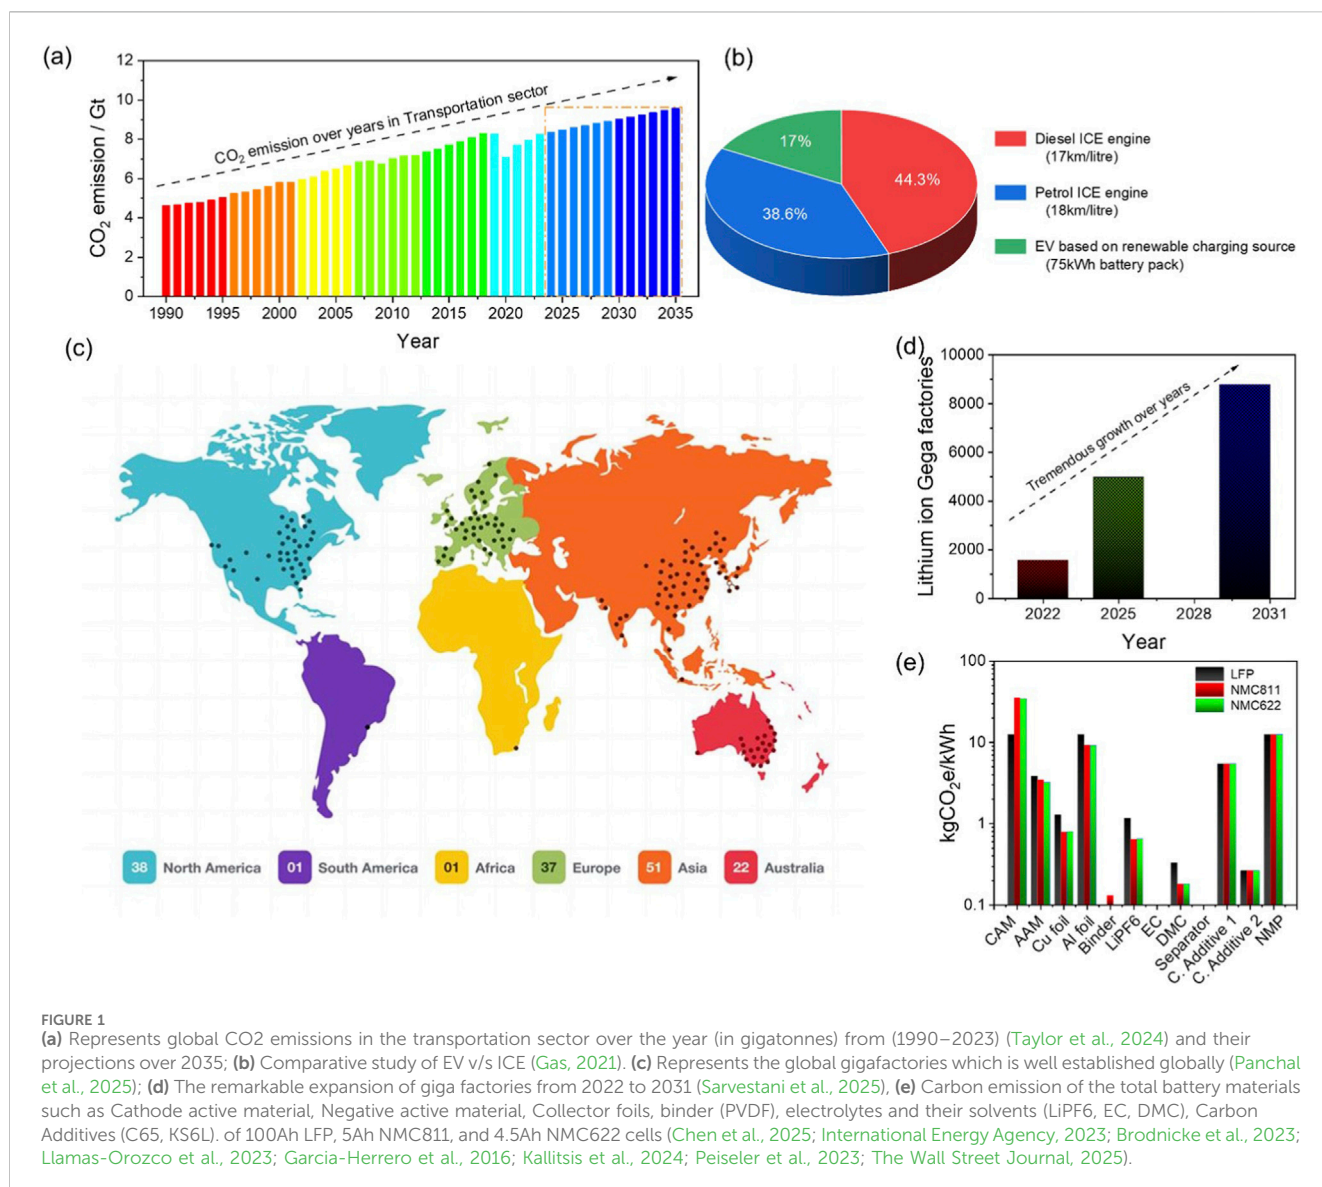 (a)
12
10
8
6
4
2
0
CO2 emission / Gt
CO2 emission over years in Transportation sector
1990 1995 2000 2005 2010 2015 2020 2025 2030 2035
Year
(b)
17%
44.3%
38.6%
Diesel ICE engine
(17km/litre)
Petrol ICE engine
(18km/litre)
EV based on renewable charging source
(75kWh battery pack)
(c)
38 North America 01 South America 01 Africa 37 Europe 51 Asia 22 Australia
(d)
10000
8000
6000
4000
2000
0
Lithium ion Gega factories
Tremendous growth over years
2022 2025 2028 2031
Year
(e)
100
10
1
0.1
kgCO2e/kWh
LFP
NMC811
NMC622
CAM
AAM
Cu foil
Al foil
Binder
LiPF6
EC
DMC
Separator
C. Additive 1
C. Additive 2
NMP
FIGURE 1
(a) Represents global CO2 emissions in the transportation sector over the year (in gigatonnes) from (1990–2023) (Taylor et al., 2024) and their
projections over 2035; (b) Comparative study of EV v/s ICE (Gas, 2021). (c) Represents the global gigafactories which is well established globally (Panchal
et al., 2025); (d) The remarkable expansion of giga factories from 2022 to 2031 (Sarvestani et al., 2025), (e) Carbon emission of the total battery materials
such as Cathode active material, Negative active material, Collector foils, binder (PVDF), electrolytes and their solvents (LiPF6, EC, DMC), Carbon
Additives (C65, KS6L). of 100Ah LFP, 5Ah NMC811, and 4.5Ah NMC622 cells (Chen et al., 2025; International Energy Agency, 2023; Brodnicke et al., 2023;
Llamas-Orozco et al., 2023; Garcia-Herrero et al., 2016; Kallitsis et al., 2024; Peiseler et al., 2023; The Wall Street Journal, 2025).